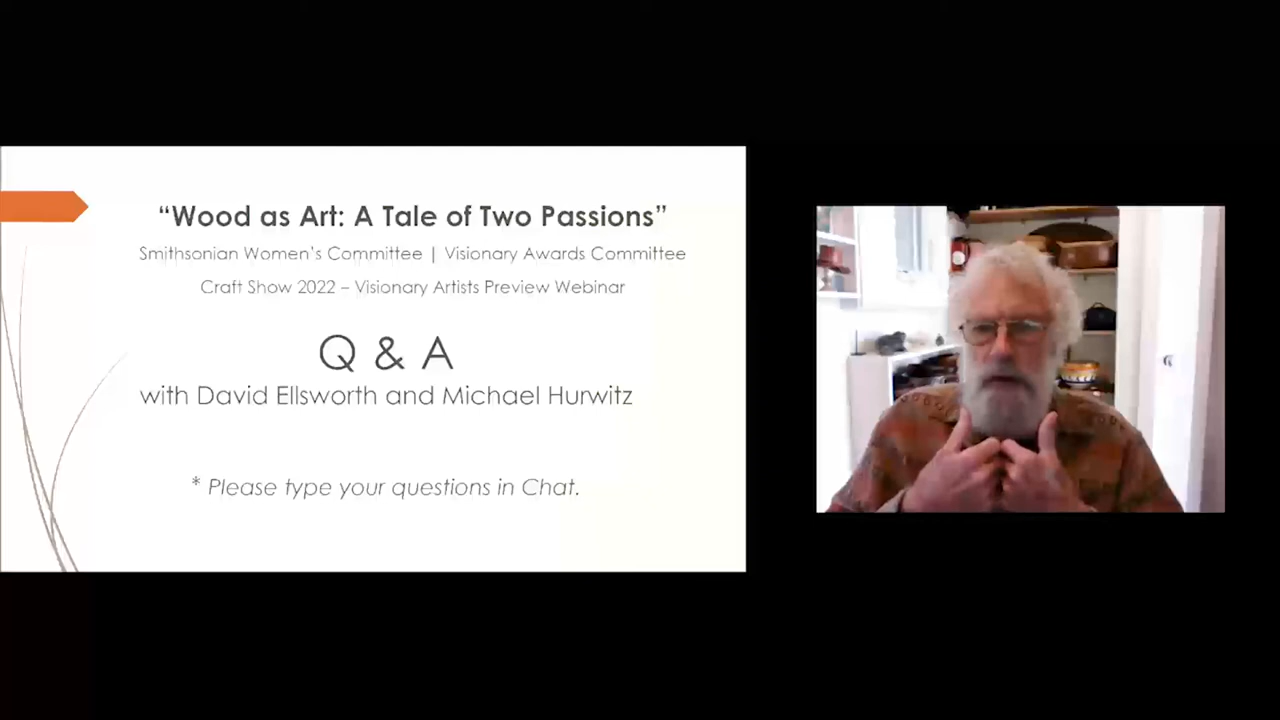 “Wood as Art: A Tale of Two Passions”
Smithsonian Women’s Committee | Visionary Awards Committee
Craft Show 2022 – Visionary Artists Preview Webinar
Q & A
with David Ellsworth and Michael Hurwitz
* Please type your questions in Chat.